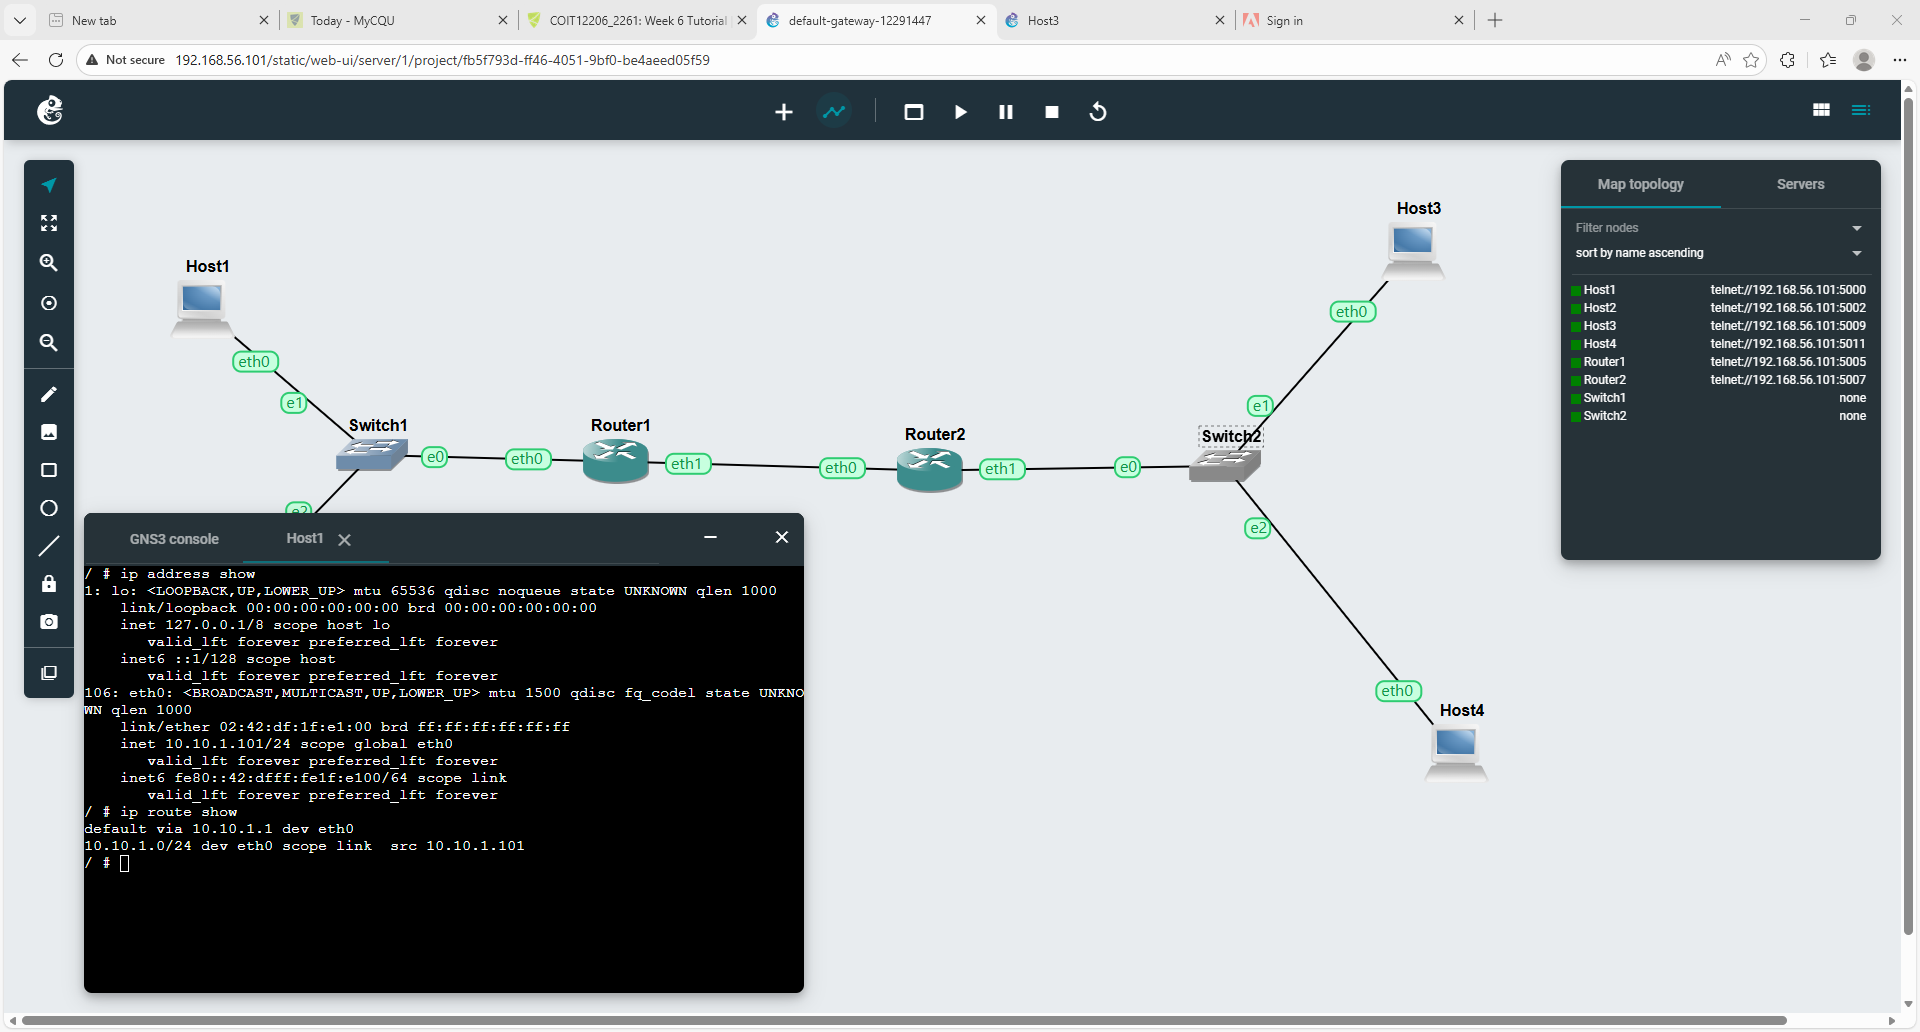 New tab
Today - MyCQU
COIT12206_2261: Week 6 Tutorial
default-gateway-12291447
Host3
Sign in
Not secure
192.168.56.101/static/web-ui/server/1/project/fb5f793d-ff46-4051-9bf0-be4aeed05f59
Map topology
Servers
Filter nodes
sort by name ascending
Host1 telnet://192.168.56.101:5000
Host2 telnet://192.168.56.101:5002
Host3 telnet://192.168.56.101:5009
Host4 telnet://192.168.56.101:5011
Router1 telnet://192.168.56.101:5005
Router2 telnet://192.168.56.101:5007
Switch1 none
Switch2 none
Host3
Host1
eth0
eth0
e1
e1
Switch1
Router1
Router2
Switch2
e0
eth0
eth1
eth0
eth1
e0
e2
e2
eth0
Host4
GNS3 console
Host1
/ # ip address show
1: lo: <LOOPBACK,UP,LOWER_UP> mtu 65536 qdisc noqueue state UNKNOWN qlen 1000
link/loopback 00:00:00:00:00:00 brd 00:00:00:00:00:00
inet 127.0.0.1/8 scope host lo
valid_lft forever preferred_lft forever
inet6 ::1/128 scope host
valid_lft forever preferred_lft forever
106: eth0: <BROADCAST,MULTICAST,UP,LOWER_UP> mtu 1500 qdisc fq_codel state UNKNO
WN qlen 1000
link/ether 02:42:df:1f:e1:00 brd ff:ff:ff:ff:ff:ff
inet 10.10.1.101/24 scope global eth0
valid_lft forever preferred_lft forever
inet6 fe80::42:dfff:fe1f:e100/64 scope link
valid_lft forever preferred_lft forever
/ # ip route show
default via 10.10.1.1 dev eth0
10.10.1.0/24 dev eth0 scope link  src 10.10.1.101
/ #